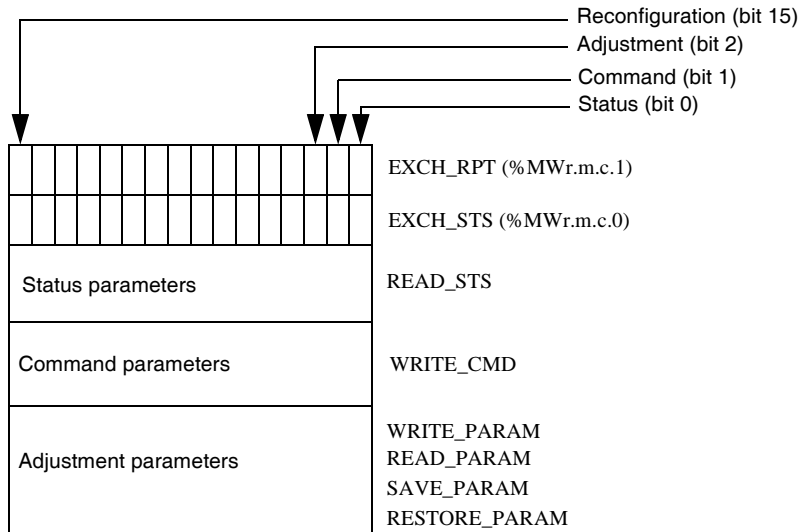 Reconfiguration (bit 15)
Adjustment (bit 2)
Command (bit 1)
Status (bit 0)
EXCH_RPT (%MWr.m.c.1)
EXCH_STS (%MWr.m.c.0)
Status parameters
READ_STS
Command parameters
WRITE_CMD
Adjustment parameters
WRITE_PARAM
READ_PARAM
SAVE_PARAM
RESTORE_PARAM